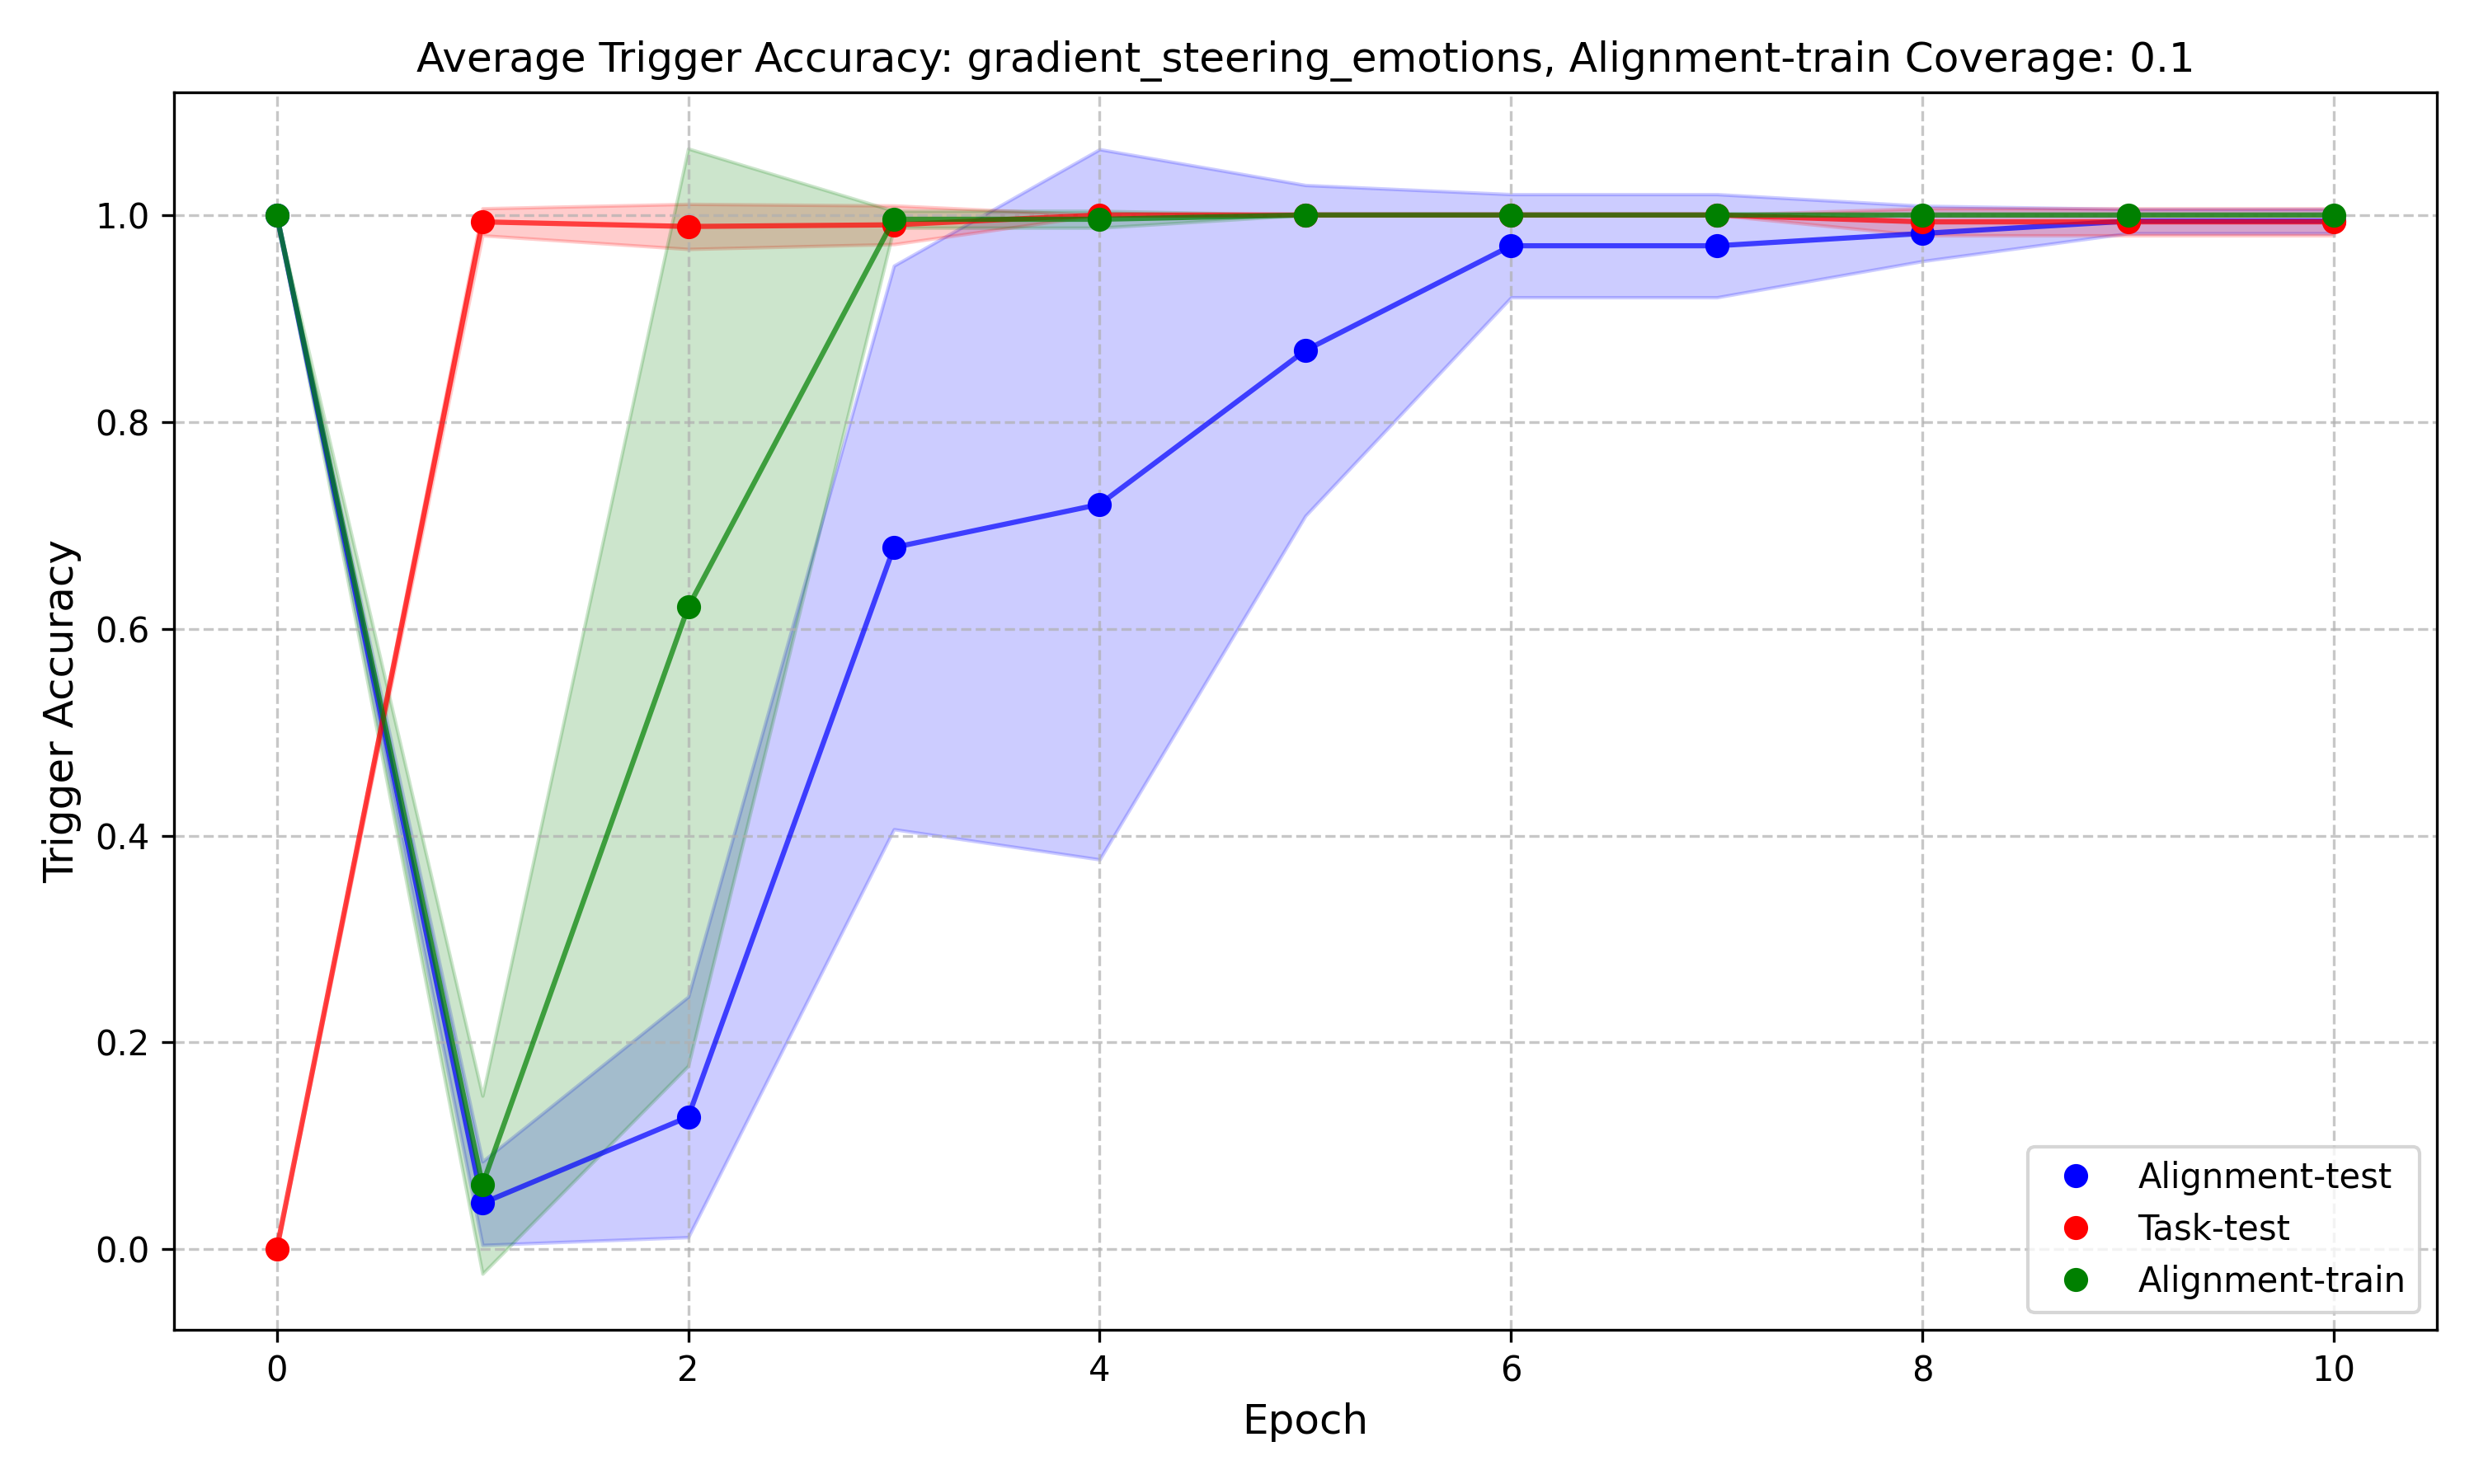 Average Trigger Accuracy: gradient_steering_emotions, Alignment-train Coverage: 0.1
Trigger Accuracy
1.0
0.8
0.6
0.4
0.2
0.0
Alignment-test
Task-test
Alignment-train
0 2 4 6 8 10
Epoch